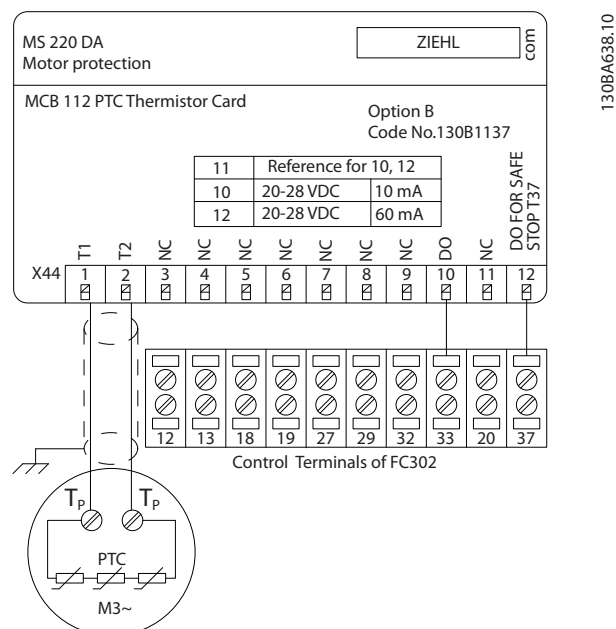 MS 220 DA
Motor protection
ZIEHL
com
130BA638.10
MCB 112 PTC Thermistor Card
Option B
Code No.130B1137
11 Reference for 10, 12
10 20-28 VDC 10 mA
12 20-28 VDC 60 mA
T1 T2 NC NC NC NC NC NC NC DO NC DO FOR SAFE STOP T37
X44 1 2 3 4 5 6 7 8 9 10 11 12
12 13 18 19 27 29 32 33 20 37
Control Terminals of FC302
TP TP
PTC
M3~